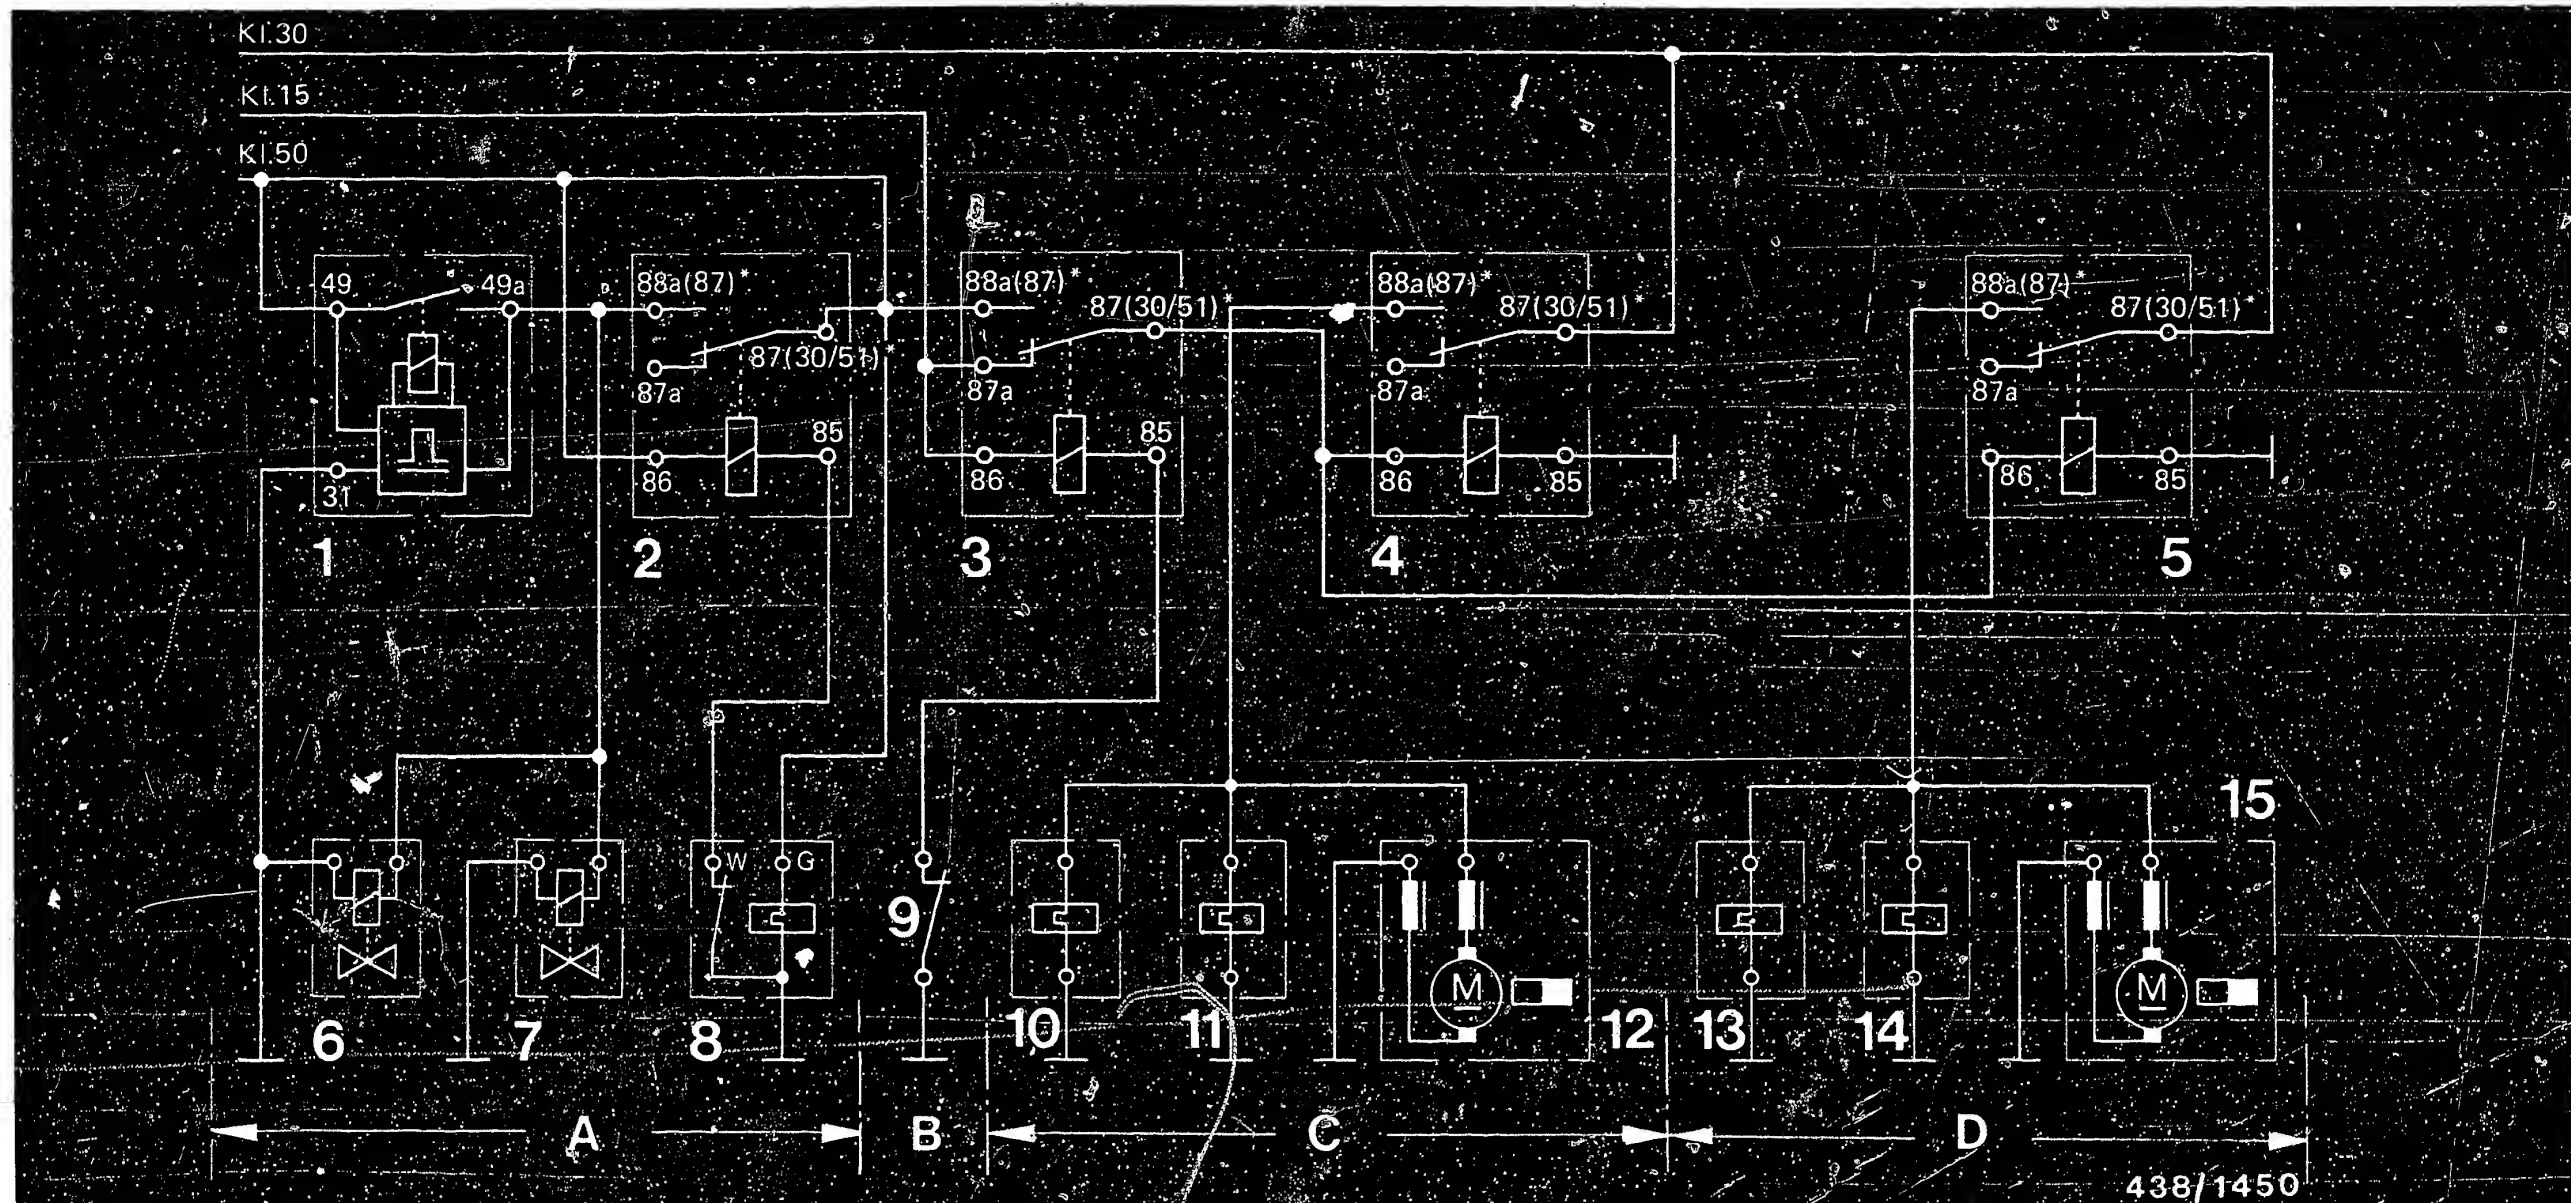 Kl.30
Kl.15
Kl.50
49 49a 88a(87)* 88a(87)* 88a(87)* 88a(87)*
87(30/51)* 87(30/51)* 87(30/51)* 87(30/51)*
87a 87a 87a 87a
85 85
31 86 86 86 85 86 85
1 2 3 4 5
15
W G
9 M M
6 7 8 10 11 12 13 14
A B C D
438/1450